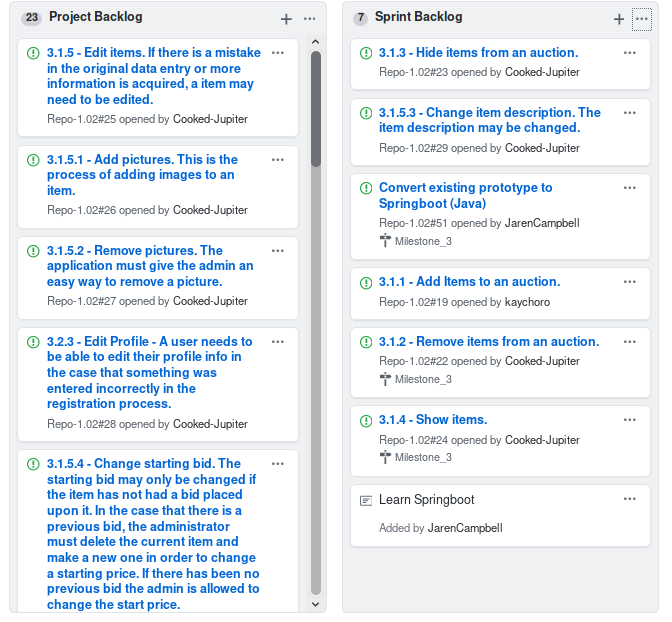 23 Project Backlog
3.1.5 - Edit items. If there is a mistake
in the original data entry or more
information is acquired, a item may
need to be edited.
Repo-1.02#25 opened by Cooked-Jupiter
3.1.5.1 - Add pictures. This is the
process of adding images to an
item.
Repo-1.02#26 opened by Cooked-Jupiter
3.1.5.2 - Remove pictures. The
application must give the admin an
easy way to remove a picture.
Repo-1.02#27 opened by Cooked-Jupiter
3.2.3 - Edit Profile - A user needs to
be able to edit their profile info in
the case that something was
entered incorrectly in the
registration process.
Repo-1.02#28 opened by Cooked-Jupiter
3.1.5.4 - Change starting bid. The
starting bid may only be changed if
the item has not had a bid placed
upon it. In the case that there is a
previous bid, the administrator
must delete the current item and
make a new one in order to change
a starting price. If there has been no
previous bid the admin is allowed to
change the start price.
7 Sprint Backlog
3.1.3 - Hide items from an auction.
Repo-1.02#23 opened by Cooked-Jupiter
3.1.5.3 - Change item description. The
item description may be changed.
Repo-1.02#29 opened by Cooked-Jupiter
Convert existing prototype to
Springboot (Java)
Repo-1.02#51 opened by JarenCampbell
Milestone_3
3.1.1 - Add Items to an auction.
Repo-1.02#19 opened by kaychoro
3.1.2 - Remove items from an auction.
Repo-1.02#22 opened by Cooked-Jupiter
Milestone_3
3.1.4 - Show items.
Repo-1.02#24 opened by Cooked-Jupiter
Milestone_3
Learn Springboot
Added by JarenCampbell